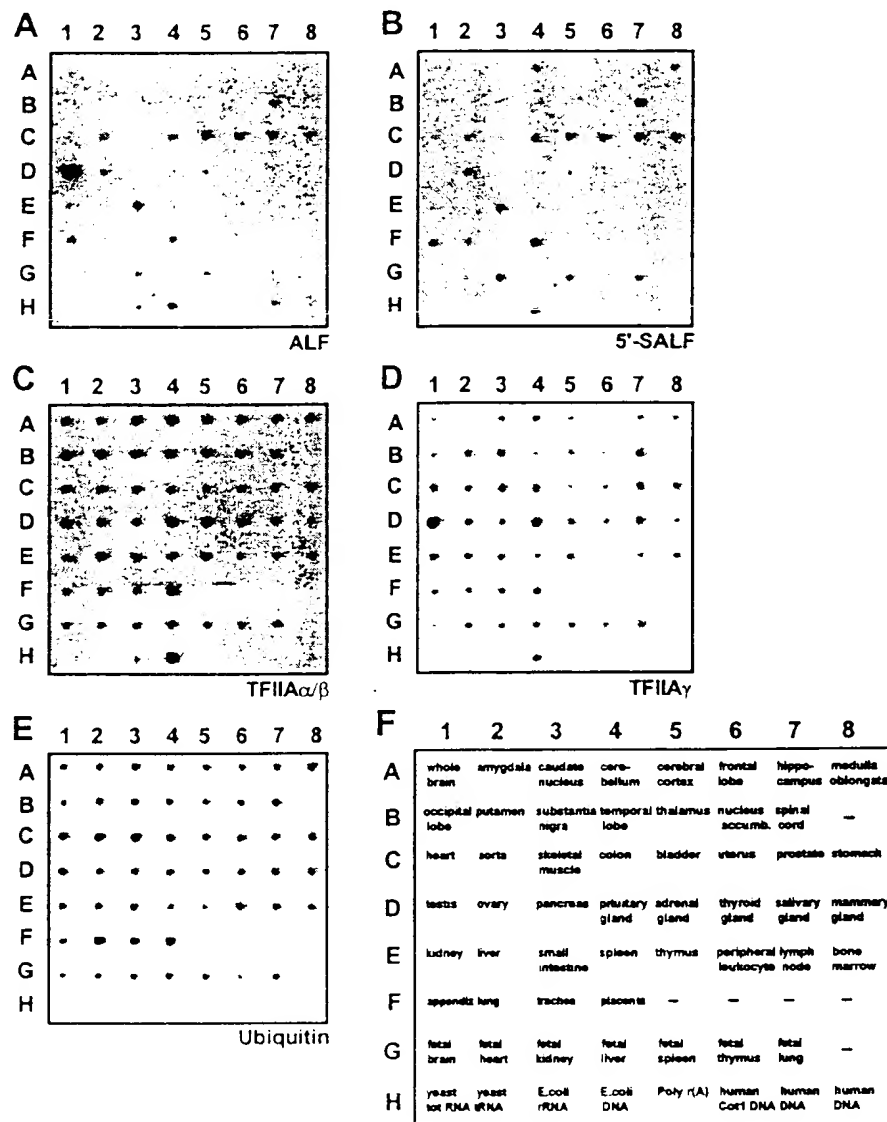 A 1 2 3 4 5 6 7 8
A
B
C
D
E
F
G
H
ALF
B 1 2 3 4 5 6 7 8
A
B
C
D
E
F
G
H
5'-SALF
C 1 2 3 4 5 6 7 8
A
B
C
D
E
F
G
H
TFIIAα/β
D 1 2 3 4 5 6 7 8
A
B
C
D
E
F
G
H
TFIIAγ
E 1 2 3 4 5 6 7 8
A
B
C
D
E
F
G
H
Ubiquitin
F 1 2 3 4 5 6 7 8
A whole amygdala caudate cere- cerebral frontal hippo- medulla
brain nucleus bellum cortex lobe campus oblongata
B occipital putamen substantia temporal thalamus nucleus spinal –
lobe nigra lobe accumb. cord
C heart aorta skeletal colon bladder uterus prostate stomach
muscle
D testis ovary pancreas pituitary adrenal thyroid salivary mammary
gland gland gland gland gland
E kidney liver small spleen thymus peripheral lymph bone
intestine leukocyte node marrow
F appendix lung trachea placenta – – – –
G fetal fetal fetal fetal fetal fetal fetal –
brain heart kidney liver spleen thymus lung
H yeast yeast E.coli E.coli Poly r(A) human human human
tot RNA tRNA rRNA DNA Cot1 DNA DNA DNA